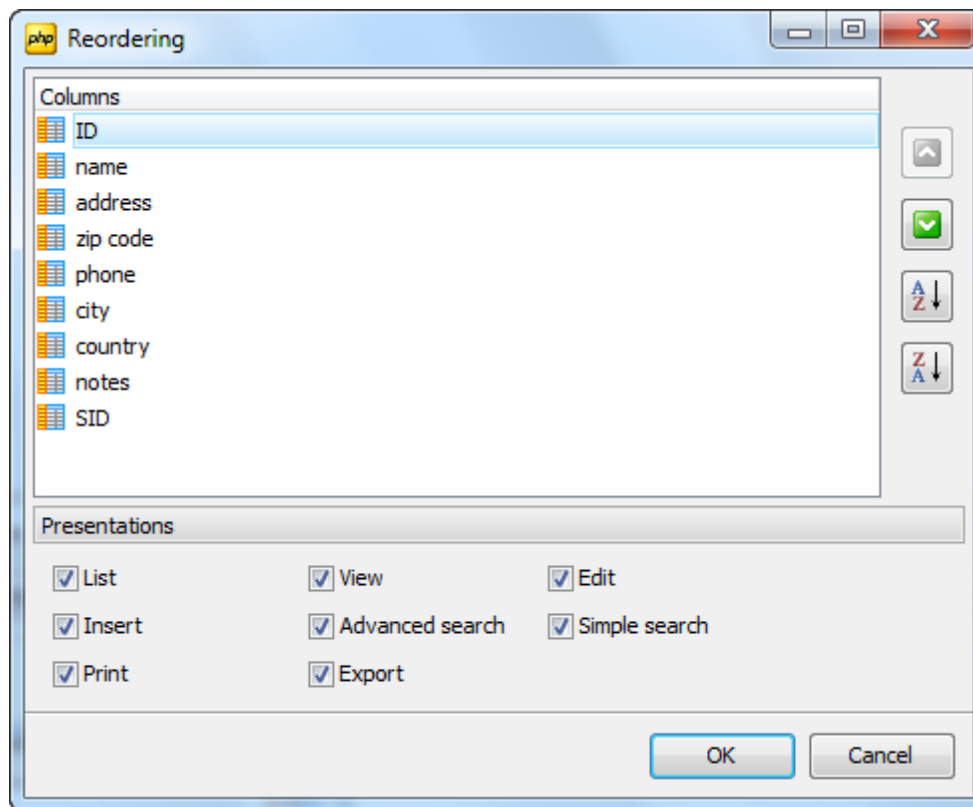 php Reordering
Columns
ID
name
address
zip code
phone
city
country
notes
SID
A
Z
Z
A
Presentations
List View Edit
Insert Advanced search Simple search
Print Export
OK Cancel